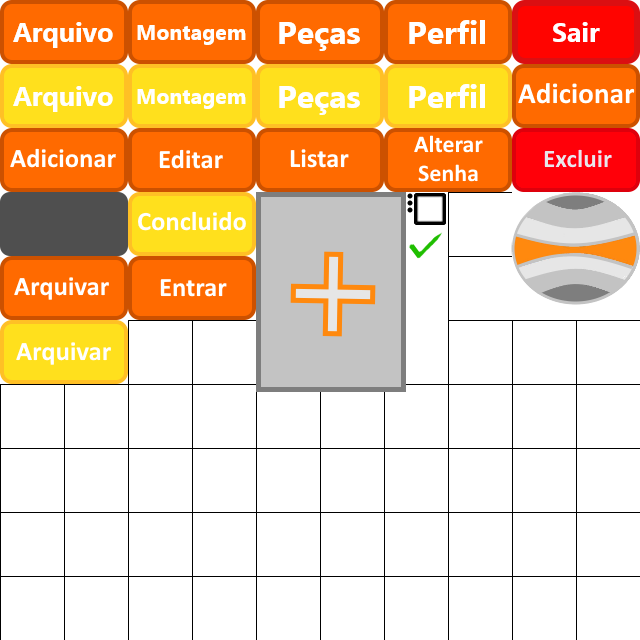 Arquivo
Montagem
Peças
Perfil
Sair
Arquivo
Montagem
Peças
Perfil
Adicionar
Adicionar
Editar
Listar
Alterar
Senha
Excluir
Concluido
Arquivar
Entrar
Arquivar